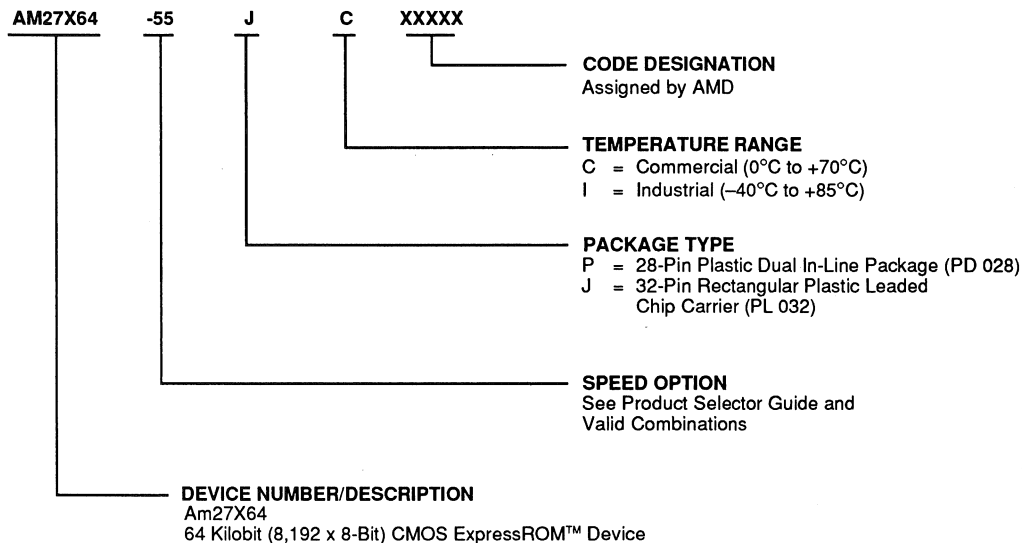 AM27X64 -55 J C XXXXX
CODE DESIGNATION
Assigned by AMD
TEMPERATURE RANGE
C = Commercial (0°C to +70°C)
I = Industrial (–40°C to +85°C)
PACKAGE TYPE
P = 28-Pin Plastic Dual In-Line Package (PD 028)
J = 32-Pin Rectangular Plastic Leaded
Chip Carrier (PL 032)
SPEED OPTION
See Product Selector Guide and
Valid Combinations
DEVICE NUMBER/DESCRIPTION
Am27X64
64 Kilobit (8,192 x 8-Bit) CMOS ExpressROM™ Device